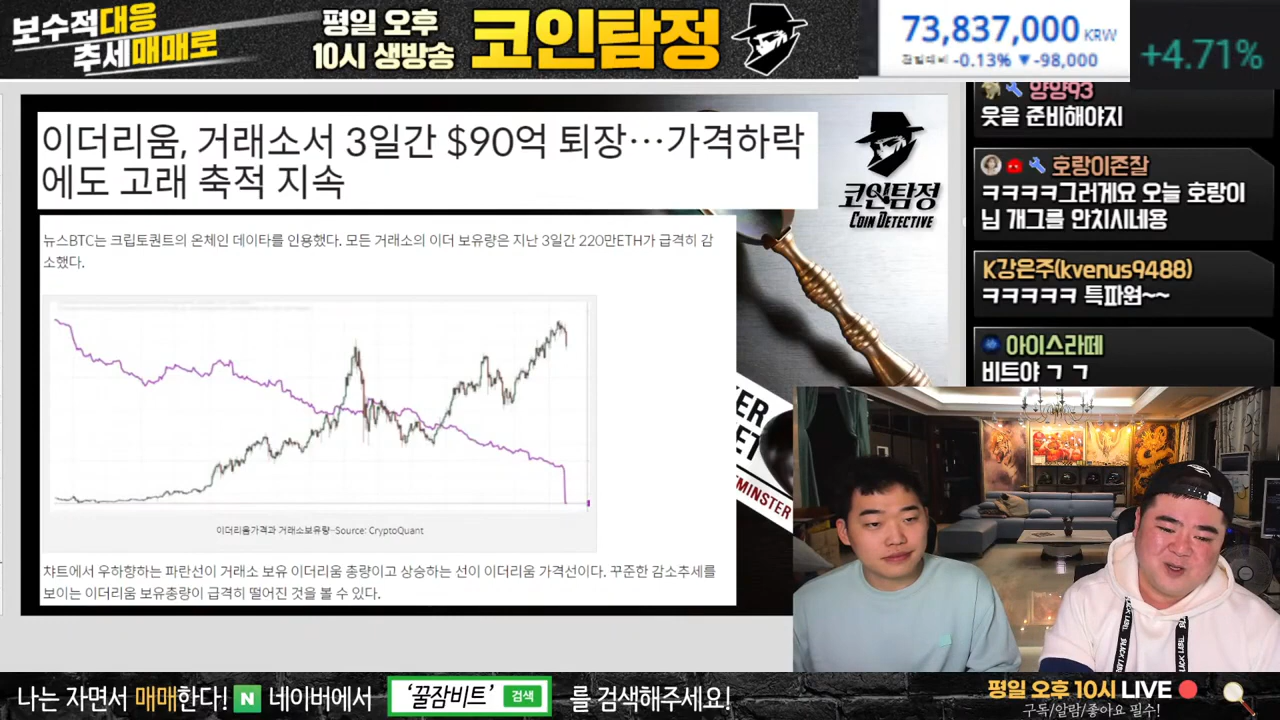 보수적대응
추세매매로
평일 오후
10시 생방송
코인탐정
73,837,000 KRW
전일대비 -0.13% ▼-98,000
+4.71%
이더리움, 거래소서 3일간 $90억 퇴장…가격하락
에도 고래 축적 지속
뉴스BTC는 크립토퀀트의 온체인 데이타를 인용했다. 모든 거래소의 이더 보유량은 지난 3일간 220만ETH가 급격히 감
소했다.
이더리움가격과 거래소보유량-Source: CryptoQuant
챠트에서 우하향하는 파란선이 거래소 보유 이더리움 총량이고 상승하는 선이 이더리움 가격선이다. 꾸준한 감소추세를
보이는 이더리움 보유총량이 급격히 떨어진 것을 볼 수 있다.
코인탐정
COIN DETECTIVE
EMINSTER
양양93
웃을 준비해야지
호랑이존잘
ㅋㅋㅋㅋ그러게요 오늘 호랑이
님 개그를 안치시네용
K강은주(kvenus9488)
ㅋㅋㅋㅋㅋ 특파원~~
아이스라떼
비트야 ㄱ ㄱ
BLACK LABEL
나는 자면서 매매한다! N 네이버에서 '꿀잠비트' 검색 를 검색해주세요!
평일 오후 10시 LIVE
구독/알람/좋아요 필수!